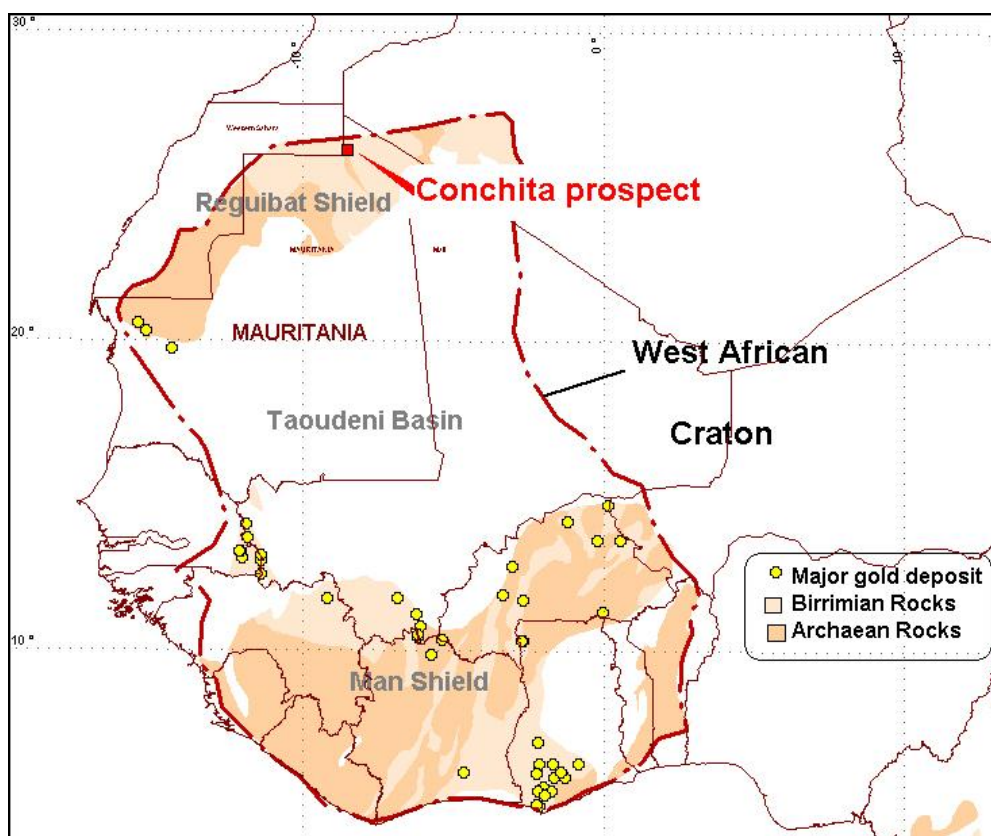 30°
-10°
0°
10°
Western Sahara
Conchita prospect
Reguibat Shield
MAURITANIA
MALI
20°
MAURITANIA
West African
Taoudeni Basin
Craton
Major gold deposit
Birrimian Rocks
Archaean Rocks
10°
Man Shield